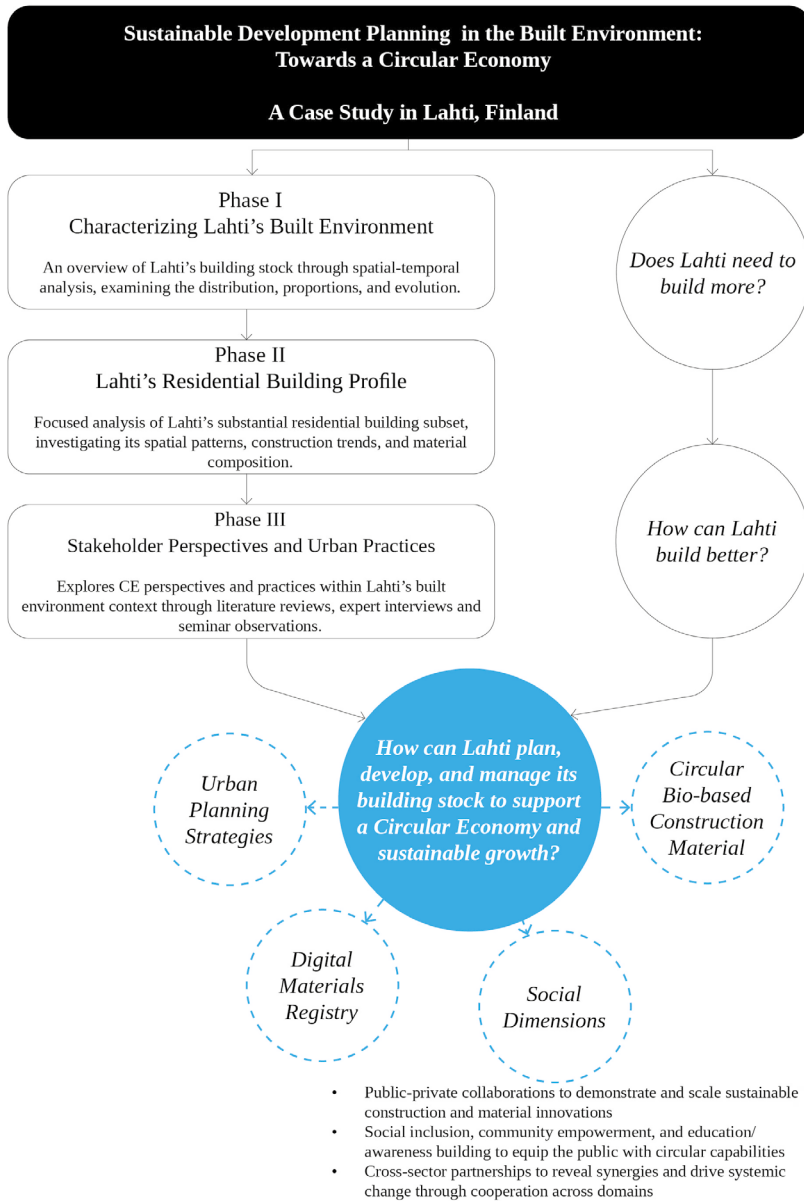 Sustainable Development Planning in the Built Environment:
Towards a Circular Economy
A Case Study in Lahti, Finland
Phase I
Characterizing Lahti's Built Environment
An overview of Lahti's building stock through spatial-temporal
analysis, examining the distribution, proportions, and evolution.
Phase II
Lahti's Residential Building Profile
Focused analysis of Lahti's substantial residential building subset,
investigating its spatial patterns, construction trends, and material
composition.
Phase III
Stakeholder Perspectives and Urban Practices
Explores CE perspectives and practices within Lahti's built
environment context through literature reviews, expert interviews and
seminar observations.
Does Lahti need to
build more?
How can Lahti
build better?
How can Lahti plan,
develop, and manage its
building stock to support
a Circular Economy and
sustainable growth?
Urban
Planning
Strategies
Circular
Bio-based
Construction
Material
Digital
Materials
Registry
Social
Dimensions
• Public-private collaborations to demonstrate and scale sustainable
construction and material innovations
• Social inclusion, community empowerment, and education/
awareness building to equip the public with circular capabilities
• Cross-sector partnerships to reveal synergies and drive systemic
change through cooperation across domains